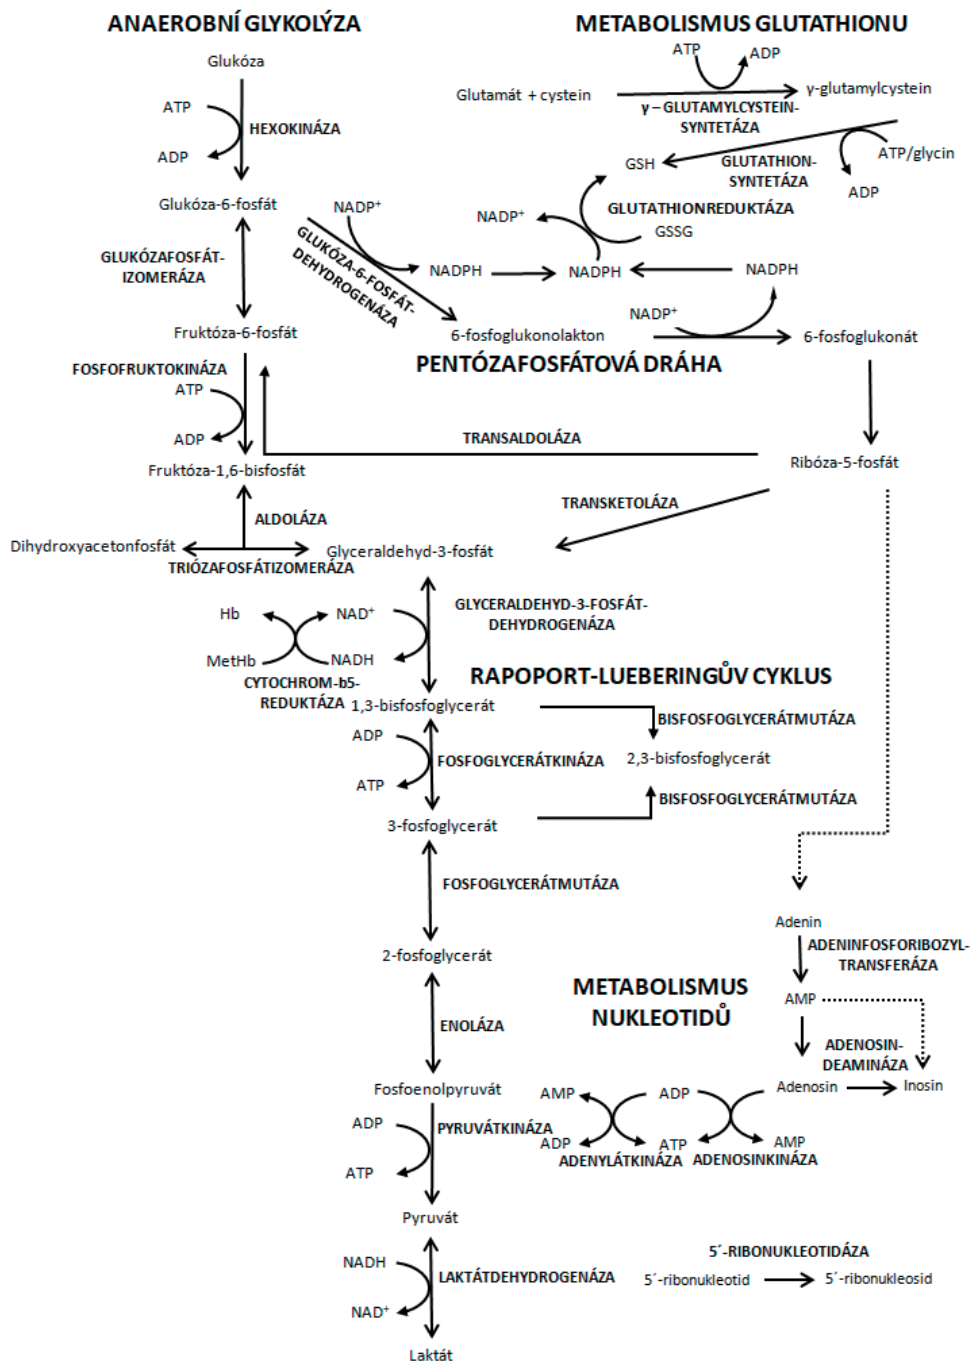 ANAEROBNÍ GLYKOLÝZA
METABOLISMUS GLUTATHIONU
Glukóza
ATP
ADP
HEXOKINÁZA
Glukóza-6-fosfát
GLUKÓZAFOSFÁT-
IZOMERÁZA
Fruktóza-6-fosfát
FOSFOFRUKTOKINÁZA
ATP
ADP
Fruktóza-1,6-bisfosfát
ALDOLÁZA
Dihydroxyacetonfosfát
Glyceraldehyd-3-fosfát
TRIÓZAFOSFÁTIZOMERÁZA
ATP
ADP
Glutamát + cystein
γ-glutamylcystein
γ – GLUTAMYLCYSTEIN-
SYNTETÁZA
ATP/glycin
ADP
GSH
GLUTATHION-
SYNTETÁZA
NADP⁺
GLUTATHIONREDUKTÁZA
GSSG
NADP⁺
GLUKÓZA-6-FOSFÁT-
DEHYDROGENÁZA
NADPH
NADPH
NADPH
6-fosfoglukonolakton
NADP⁺
6-fosfoglukonát
PENTÓZAFOSFÁTOVÁ DRÁHA
TRANSALDOLÁZA
Ribóza-5-fosfát
TRANSKETOLÁZA
Hb
NAD⁺
GLYCERALDEHYD-3-FOSFÁT-
DEHYDROGENÁZA
MetHb
NADH
CYTOCHROM-b5-
REDUKTÁZA
RAPOPORT-LUEBERINGŮV CYKLUS
1,3-bisfosfoglycerát
BISFOSFOGLYCERÁTMUTÁZA
ADP
FOSFOGLYCERÁTKINÁZA
2,3-bisfosfoglycerát
ATP
BISFOSFOGLYCERÁTMUTÁZA
3-fosfoglycerát
FOSFOGLYCERÁTMUTÁZA
2-fosfoglycerát
ENOLÁZA
Fosfoenolpyruvát
ADP
PYRUVÁTKINÁZA
ATP
Pyruvát
NADH
LAKTÁTDEHYDROGENÁZA
NAD⁺
Laktát
Adenin
ADENINFOSFORIBOZYL-
TRANSFERÁZA
METABOLISMUS
NUKLEOTIDŮ
AMP
ADENOSIN-
DEAMINÁZA
Adenosin
Inosin
AMP
ADP
ADP
ATP
AMP
ADENYLÁTKINÁZA
ADENOSINKINÁZA
5´-RIBONUKLEOTIDÁZA
5´-ribonukleotid
5´-ribonukleosid